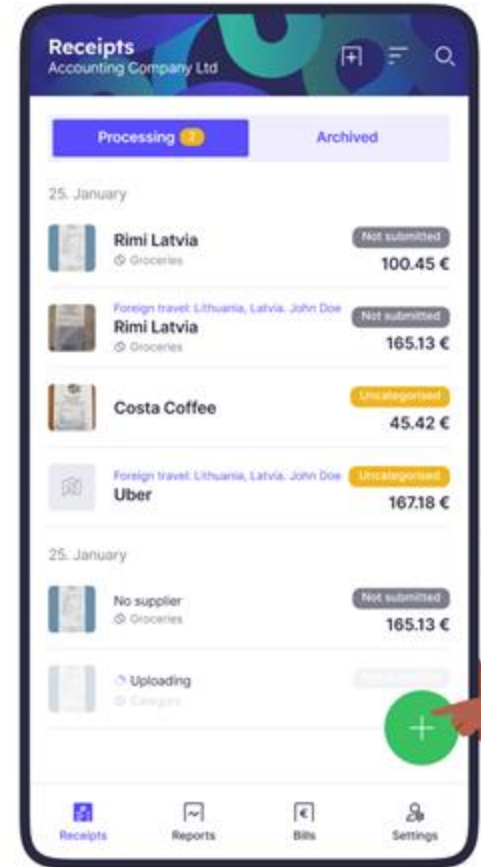 Receipts
Accounting Company Ltd
Processing
Archived
25. January
Rimi Latvia
Not submitted
Groceries
100.45 €
Foreign travel: Lithuania, Latvia. John Doe
Rimi Latvia
Not submitted
Groceries
165.13 €
Costa Coffee
Uncategorised
45.42 €
Foreign travel: Lithuania, Latvia. John Doe
Uber
Uncategorised
167.18 €
25. January
No supplier
Not submitted
Groceries
165.13 €
Uploading
Receipts
Reports
Bills
Settings